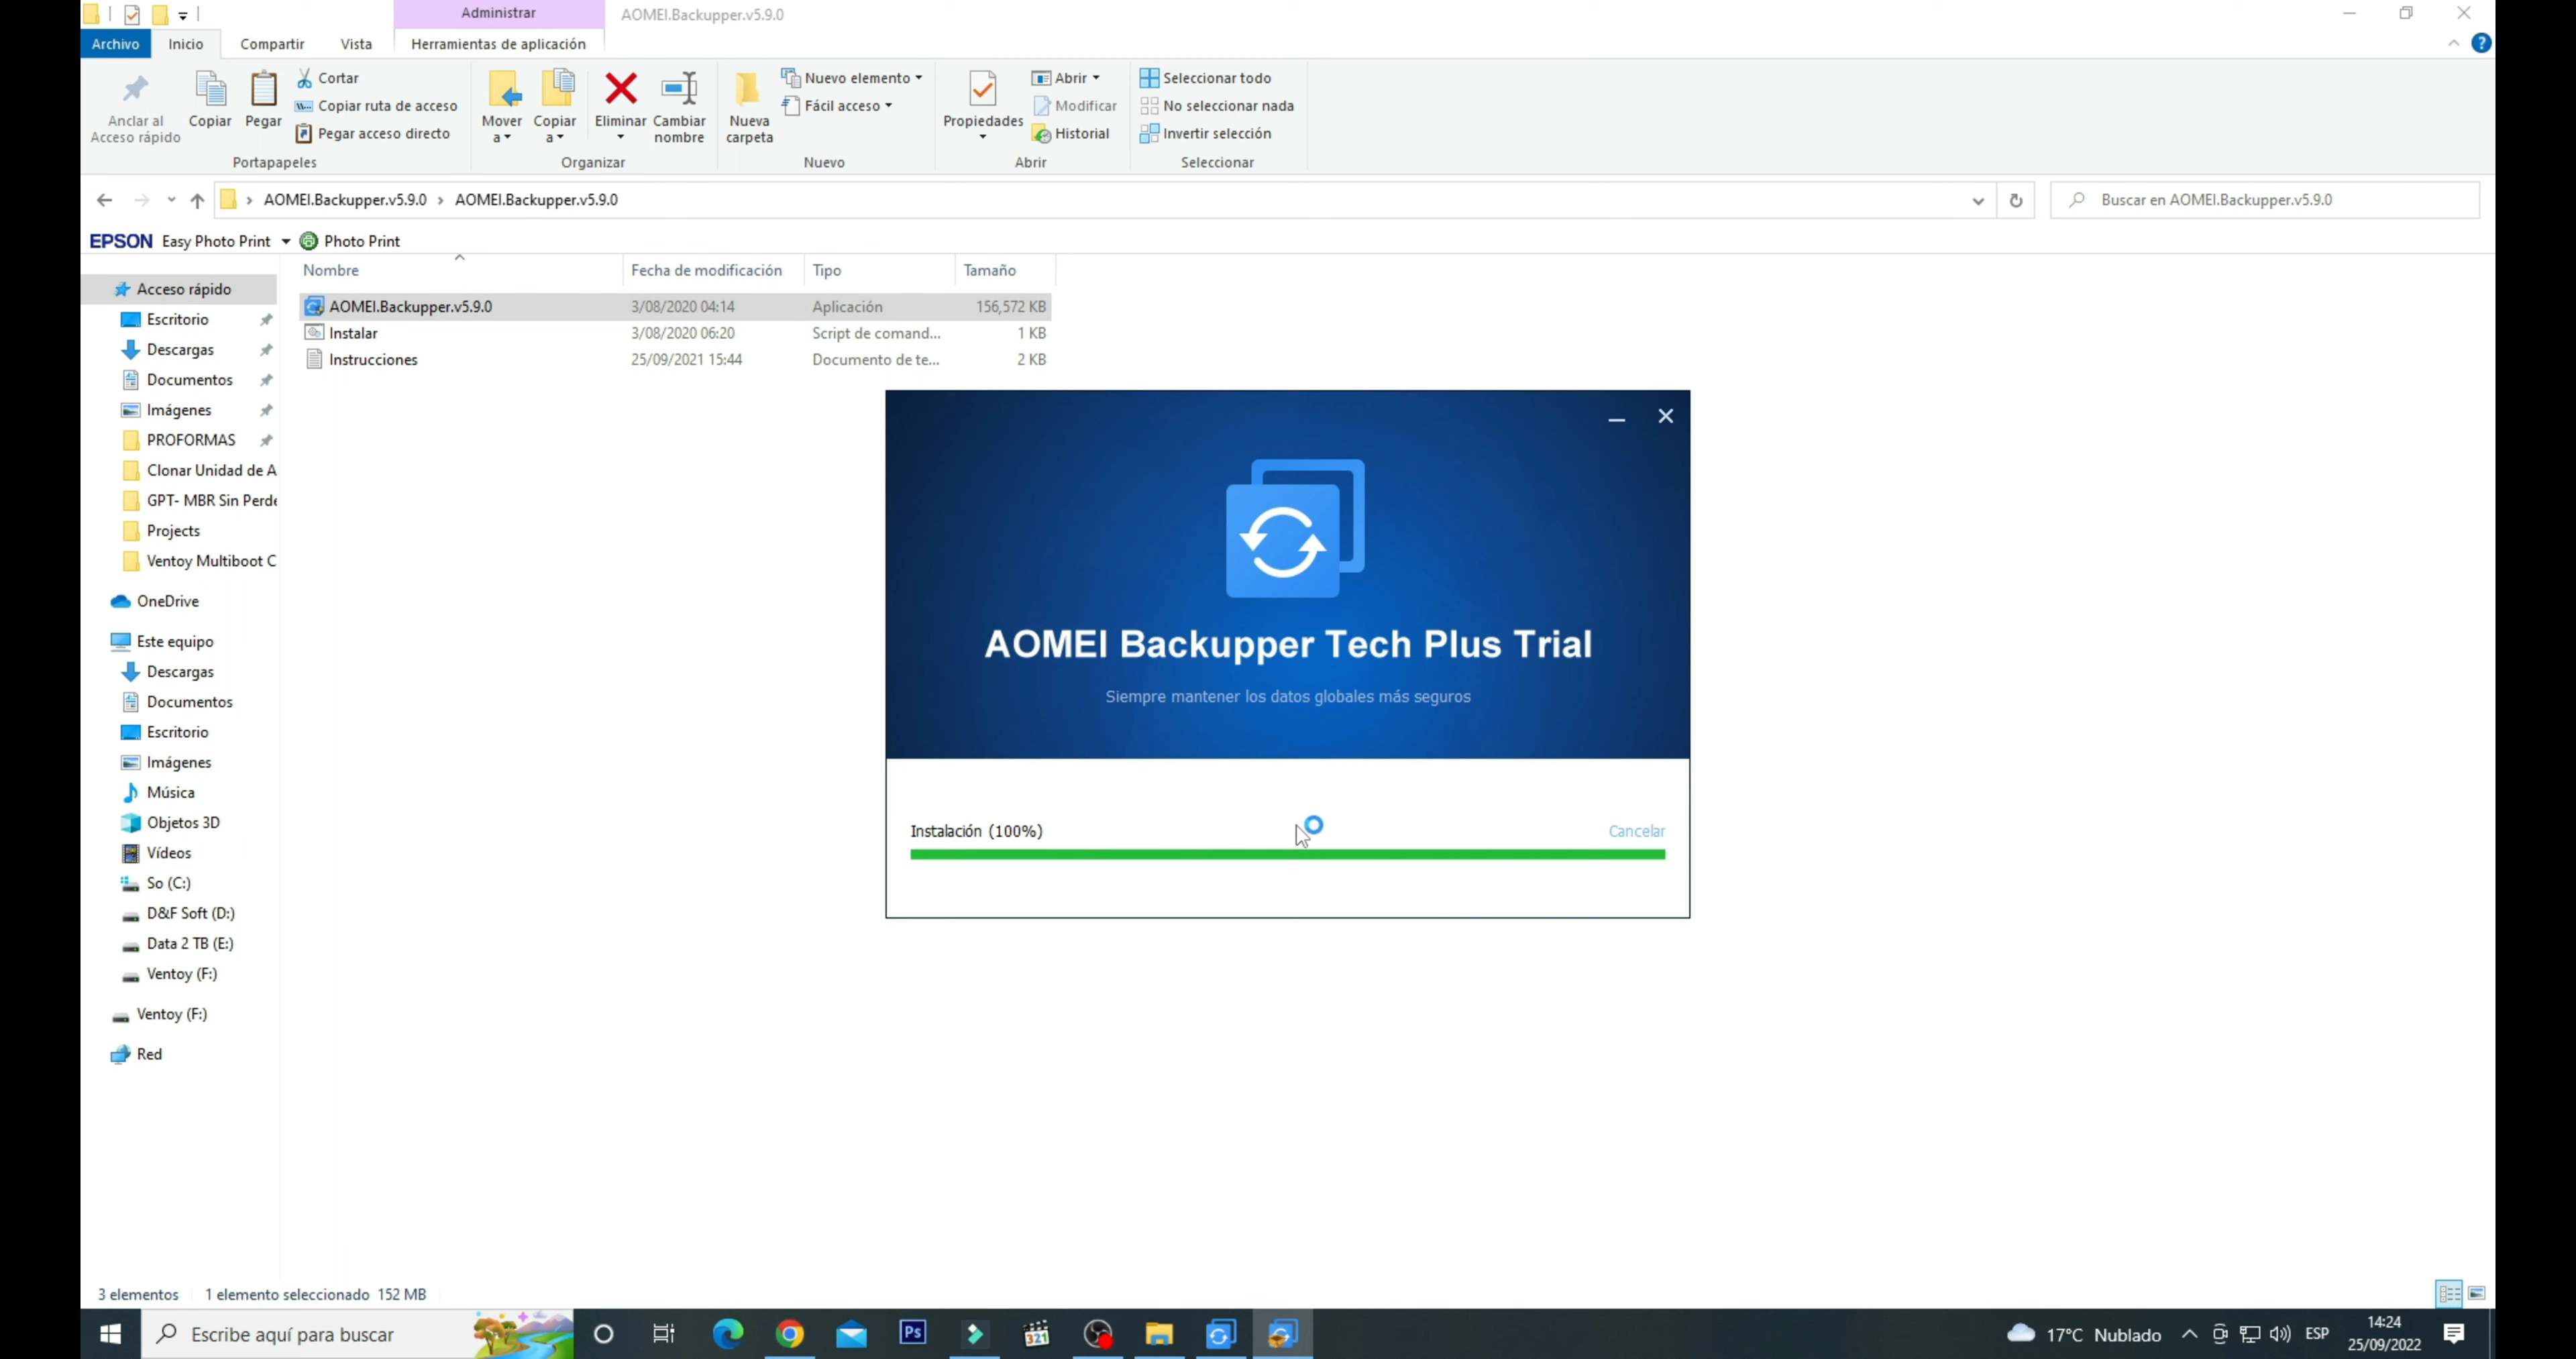 Administrar
AOMEI.Backupper.v5.9.0
Archivo
Inicio
Compartir
Vista
Herramientas de aplicación
Anclar al
Acceso rápido
Copiar
Pegar
Cortar
Copiar ruta de acceso
Pegar acceso directo
Portapapeles
Mover
a
Copiar
a
Eliminar
Cambiar
nombre
Organizar
Nueva
carpeta
Nuevo elemento
Fácil acceso
Nuevo
Propiedades
Abrir
Modificar
Historial
Abrir
Seleccionar todo
No seleccionar nada
Invertir selección
Seleccionar
AOMEI.Backupper.v5.9.0 › AOMEI.Backupper.v5.9.0
Buscar en AOMEI.Backupper.v5.9.0
EPSON Easy Photo Print Photo Print
Nombre Fecha de modificación Tipo Tamaño
AOMEI.Backupper.v5.9.0 3/08/2020 04:14 Aplicación 156,572 KB
Instalar 3/08/2020 06:20 Script de comand... 1 KB
Instrucciones 25/09/2021 15:44 Documento de te... 2 KB
Acceso rápido
Escritorio
Descargas
Documentos
Imágenes
PROFORMAS
Clonar Unidad de A
GPT- MBR Sin Perde
Projects
Ventoy Multiboot C
OneDrive
Este equipo
Descargas
Documentos
Escritorio
Imágenes
Música
Objetos 3D
Vídeos
So (C:)
D&F Soft (D:)
Data 2 TB (E:)
Ventoy (F:)
Ventoy (F:)
Red
AOMEI Backupper Tech Plus Trial
Siempre mantener los datos globales más seguros
Instalación (100%)
Cancelar
3 elementos 1 elemento seleccionado 152 MB
Escribe aquí para buscar
Ps
321
17°C Nublado
ESP
14:24
25/09/2022